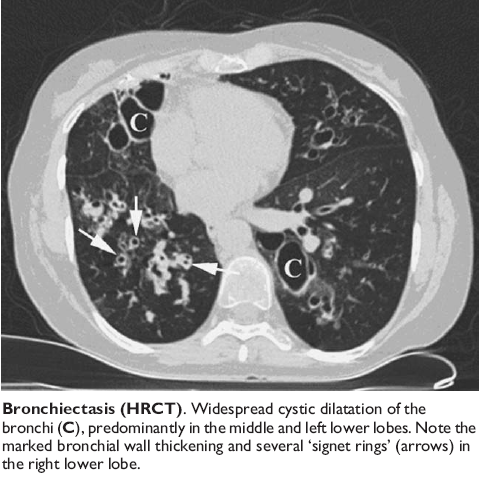 C
C
Bronchiectasis (HRCT). Widespread cystic dilatation of the
bronchi (C), predominantly in the middle and left lower lobes. Note the
marked bronchial wall thickening and several ‘signet rings’ (arrows) in
the right lower lobe.